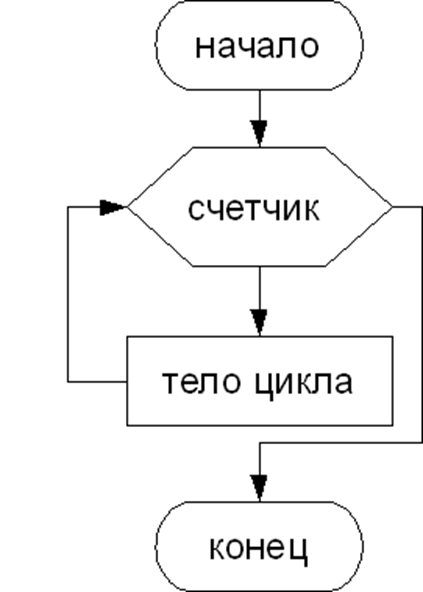 начало
счетчик
тело цикла
конец